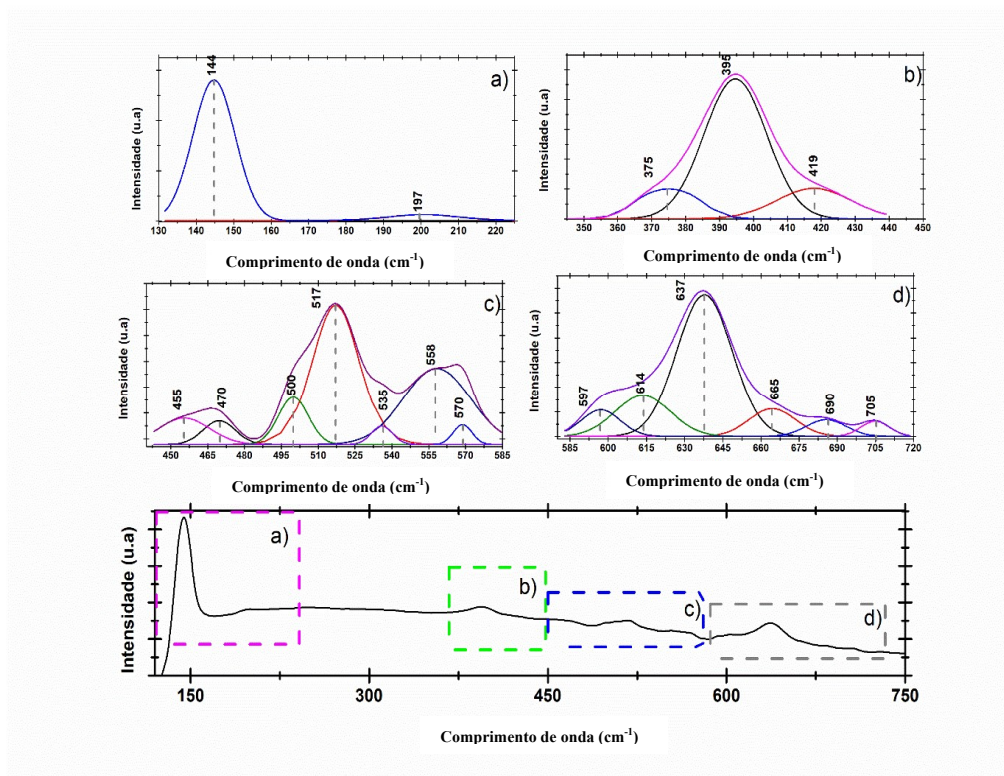 144
a)
197
Intensidade (u.a)
130 140 150 160 170 180 190 200 210 220
Comprimento de onda (cm-1)
395
b)
375
419
Intensidade (u.a)
350 360 370 380 390 400 410 420 430 440 450
Comprimento de onda (cm-1)
517
c)
558
500
455
470
535
570
Intensidade (u.a)
450 465 480 495 510 525 540 555 570 585
Comprimento de onda (cm-1)
637
d)
597
614
665
690
705
Intensidade (u.a)
585 600 615 630 645 660 675 690 705 720
Comprimento de onda (cm-1)
a)
b)
c)
d)
Intensidade (u.a)
150 300 450 600 750
Comprimento de onda (cm-1)